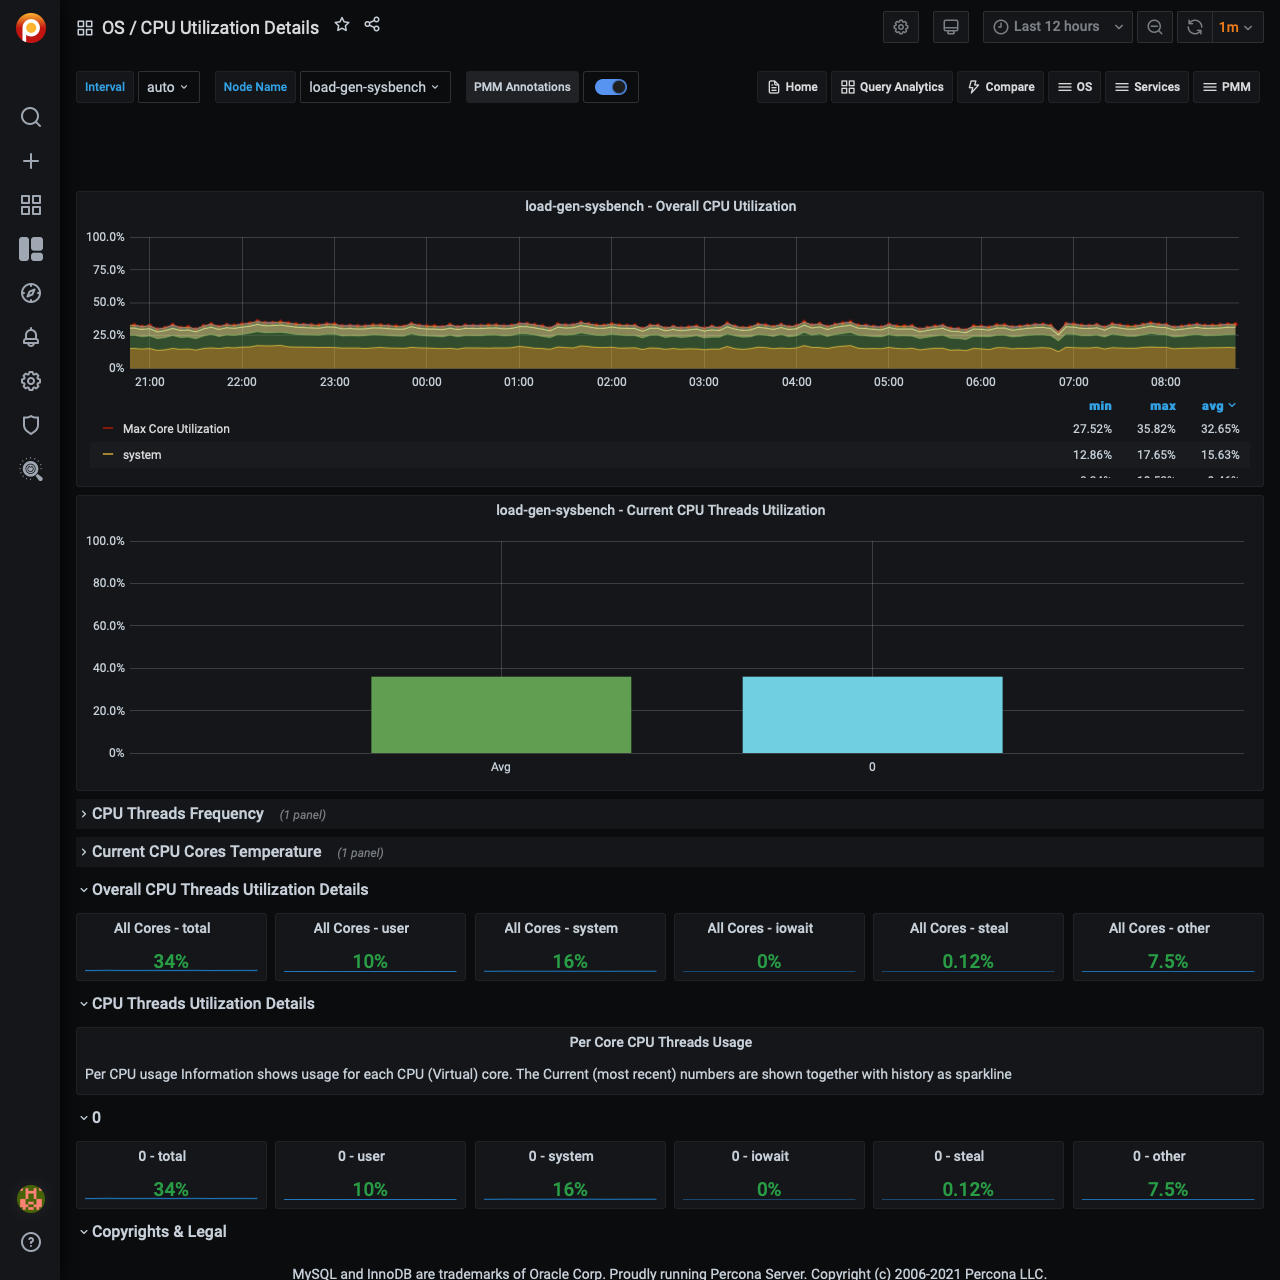 OS / CPU Utilization Details
Last 12 hours
1m
Interval auto Node Name load-gen-sysbench PMM Annotations Home Query Analytics Compare OS Services PMM
load-gen-sysbench - Overall CPU Utilization
100.0%
75.0%
50.0%
25.0%
0%
21:00 22:00 23:00 00:00 01:00 02:00 03:00 04:00 05:00 06:00 07:00 08:00
min max avg
Max Core Utilization 27.52% 35.82% 32.65%
system 12.86% 17.65% 15.63%
load-gen-sysbench - Current CPU Threads Utilization
100.0%
80.0%
60.0%
40.0%
20.0%
0%
Avg 0
CPU Threads Frequency (1 panel)
Current CPU Cores Temperature (1 panel)
Overall CPU Threads Utilization Details
All Cores - total All Cores - user All Cores - system All Cores - iowait All Cores - steal All Cores - other
34% 10% 16% 0% 0.12% 7.5%
CPU Threads Utilization Details
Per Core CPU Threads Usage
Per CPU usage Information shows usage for each CPU (Virtual) core. The Current (most recent) numbers are shown together with history as sparkline
0
0 - total 0 - user 0 - system 0 - iowait 0 - steal 0 - other
34% 10% 16% 0% 0.12% 7.5%
Copyrights & Legal
MySQL and InnoDB are trademarks of Oracle Corp. Proudly running Percona Server. Copyright (c) 2006-2021 Percona LLC.